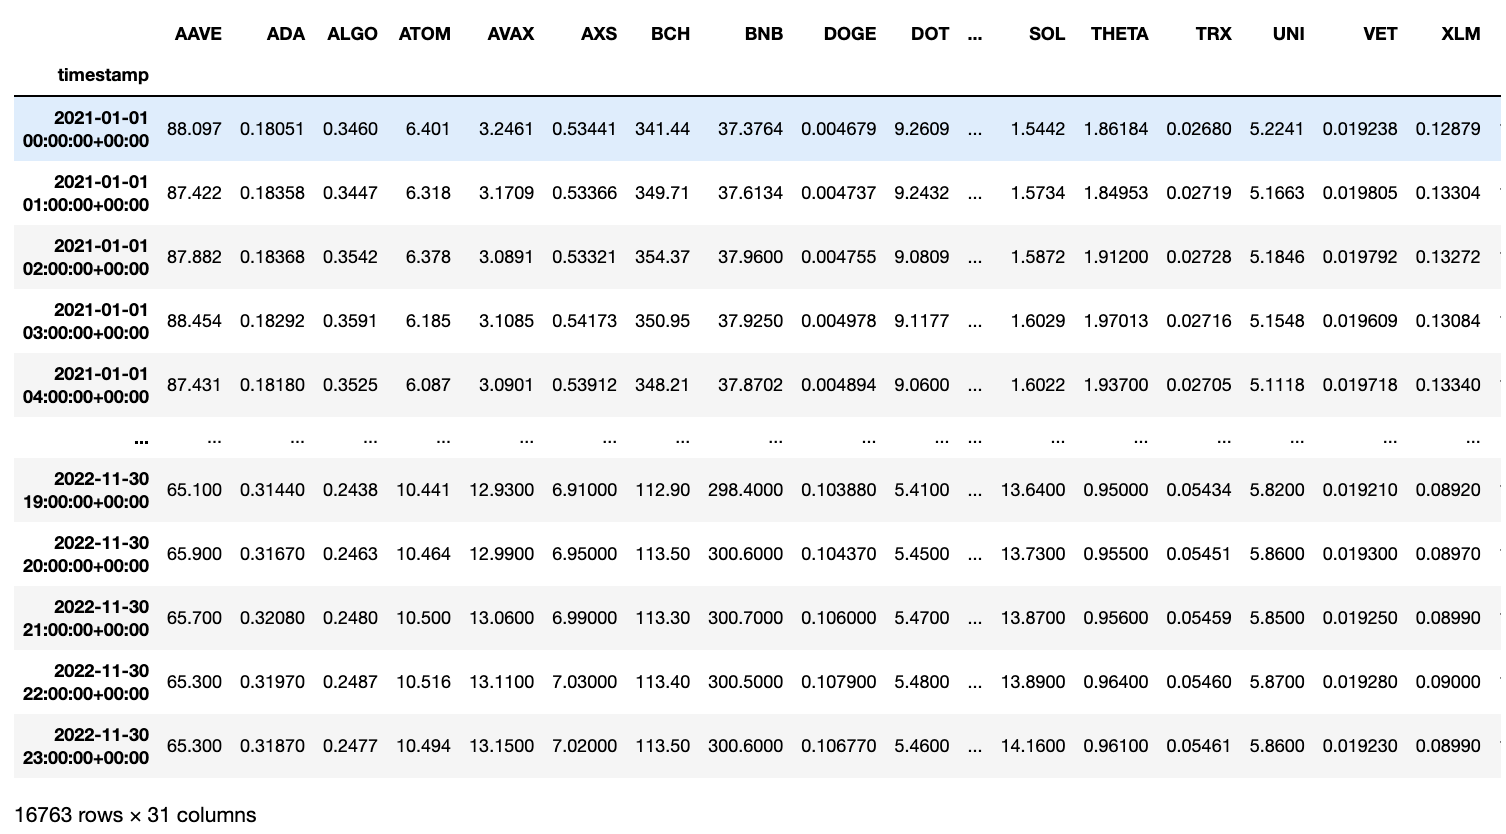 AAVE ADA ALGO ATOM AVAX AXS BCH BNB DOGE DOT ... SOL THETA TRX UNI VET XLM
timestamp
2021-01-01
00:00:00+00:00 88.097 0.18051 0.3460 6.401 3.2461 0.53441 341.44 37.3764 0.004679 9.2609 ... 1.5442 1.86184 0.02680 5.2241 0.019238 0.12879
2021-01-01
01:00:00+00:00 87.422 0.18358 0.3447 6.318 3.1709 0.53366 349.71 37.6134 0.004737 9.2432 ... 1.5734 1.84953 0.02719 5.1663 0.019805 0.13304
2021-01-01
02:00:00+00:00 87.882 0.18368 0.3542 6.378 3.0891 0.53321 354.37 37.9600 0.004755 9.0809 ... 1.5872 1.91200 0.02728 5.1846 0.019792 0.13272
2021-01-01
03:00:00+00:00 88.454 0.18292 0.3591 6.185 3.1085 0.54173 350.95 37.9250 0.004978 9.1177 ... 1.6029 1.97013 0.02716 5.1548 0.019609 0.13084
2021-01-01
04:00:00+00:00 87.431 0.18180 0.3525 6.087 3.0901 0.53912 348.21 37.8702 0.004894 9.0600 ... 1.6022 1.93700 0.02705 5.1118 0.019718 0.13340
... ... ... ... ... ... ... ... ... ... ... ... ... ... ... ... ... ...
2022-11-30
19:00:00+00:00 65.100 0.31440 0.2438 10.441 12.9300 6.91000 112.90 298.4000 0.103880 5.4100 ... 13.6400 0.95000 0.05434 5.8200 0.019210 0.08920
2022-11-30
20:00:00+00:00 65.900 0.31670 0.2463 10.464 12.9900 6.95000 113.50 300.6000 0.104370 5.4500 ... 13.7300 0.95500 0.05451 5.8600 0.019300 0.08970
2022-11-30
21:00:00+00:00 65.700 0.32080 0.2480 10.500 13.0600 6.99000 113.30 300.7000 0.106000 5.4700 ... 13.8700 0.95600 0.05459 5.8500 0.019250 0.08990
2022-11-30
22:00:00+00:00 65.300 0.31970 0.2487 10.516 13.1100 7.03000 113.40 300.5000 0.107900 5.4800 ... 13.8900 0.96400 0.05460 5.8700 0.019280 0.09000
2022-11-30
23:00:00+00:00 65.300 0.31870 0.2477 10.494 13.1500 7.02000 113.50 300.6000 0.106770 5.4600 ... 14.1600 0.96100 0.05461 5.8600 0.019230 0.08990
16763 rows × 31 columns